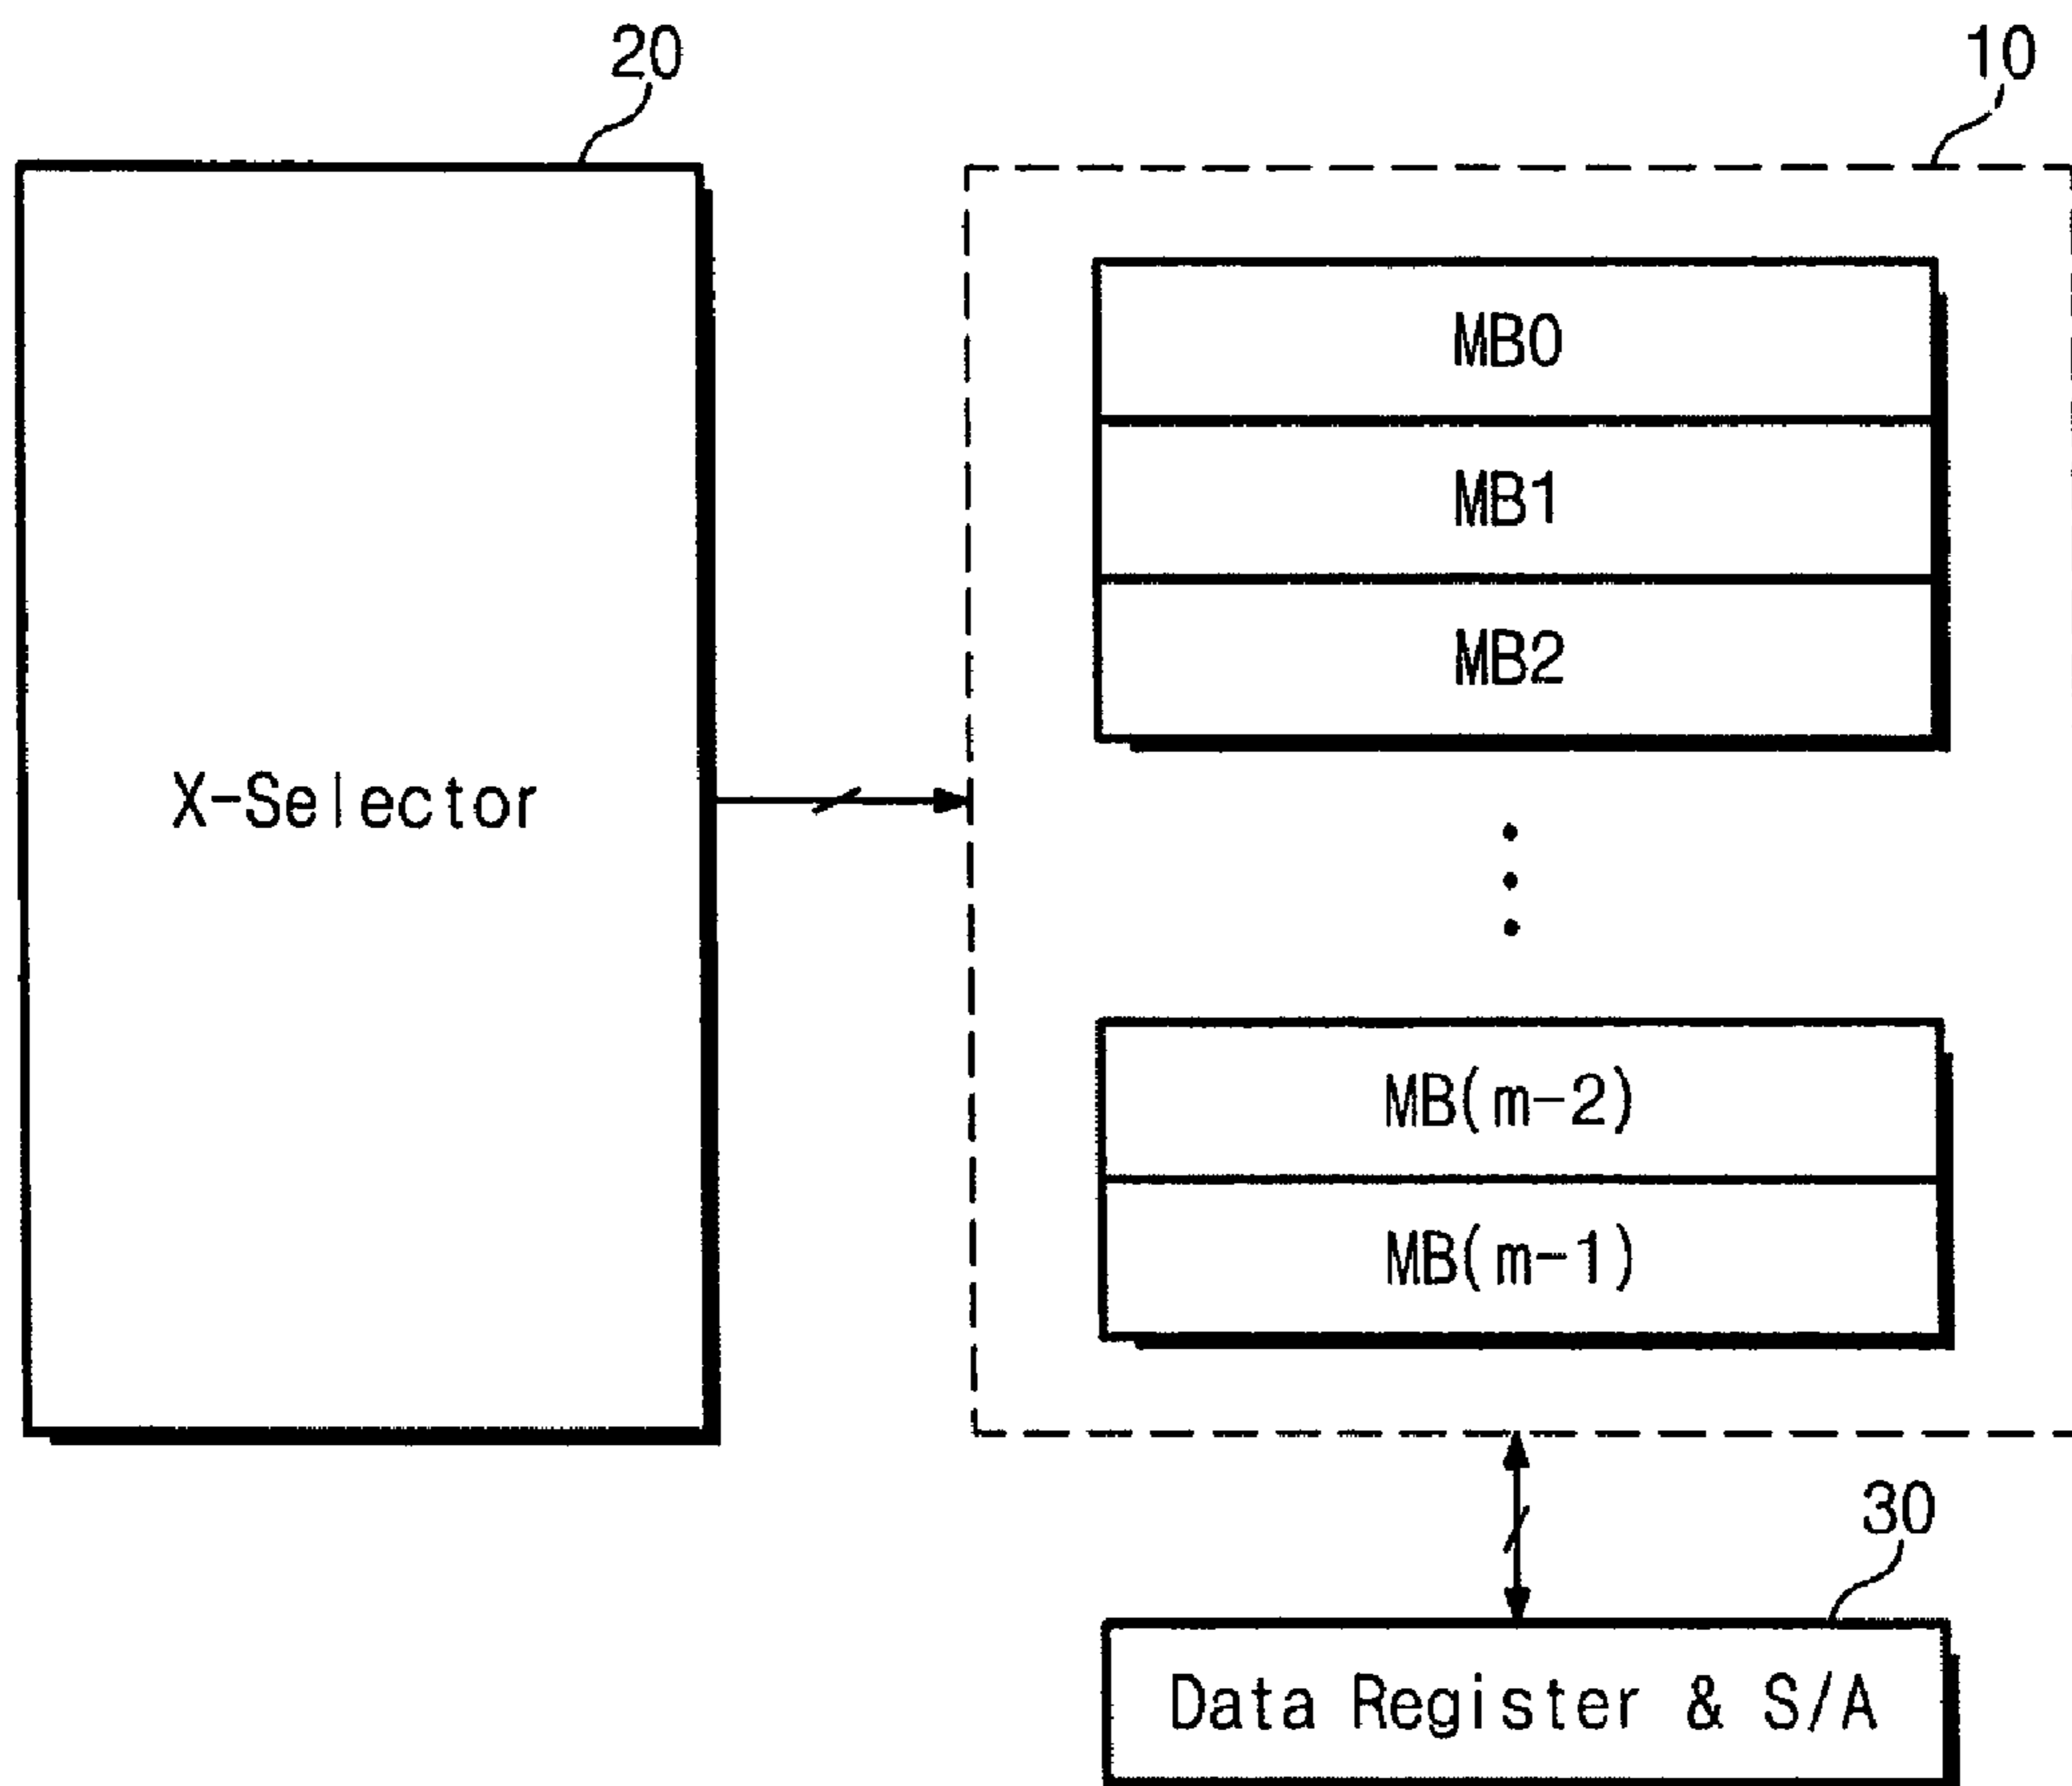 20
10
MB0
MB1
MB2
X-Selector
MB(m-2)
MB(m-1)
30
Data Register & S/A